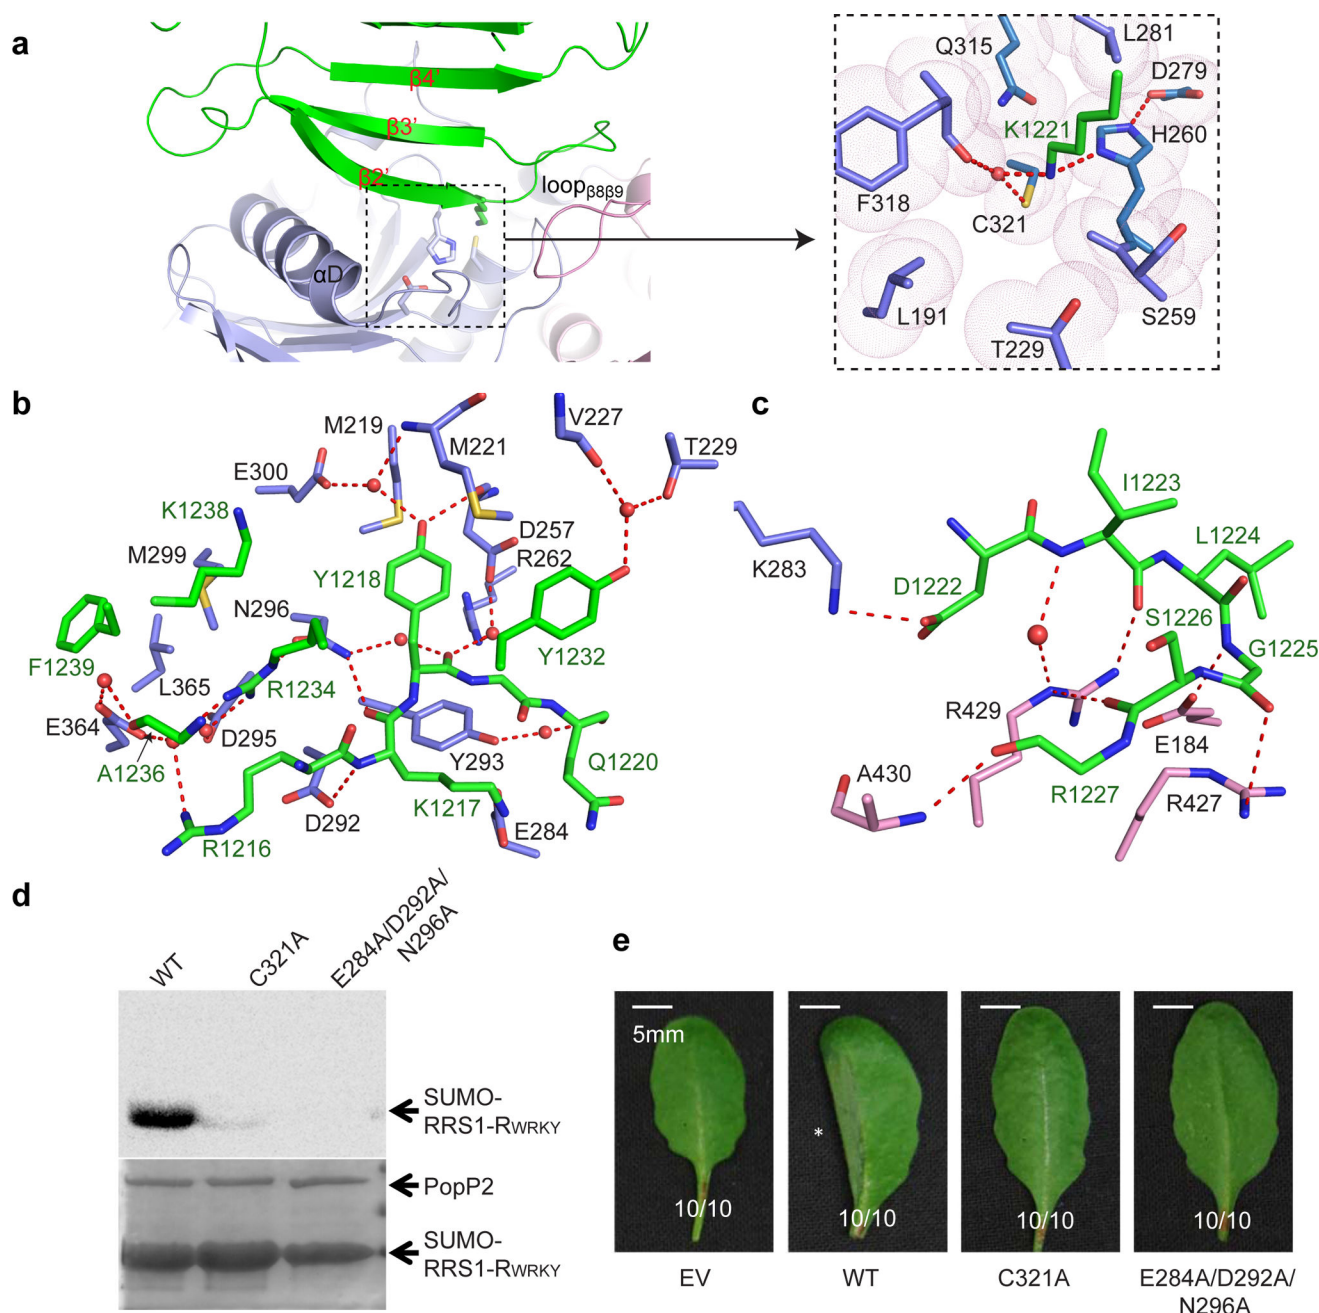 a
β4'
β3'
β2'
αD
loopβ8β9
Q315
L281
D279
K1221
H260
F318
C321
L191
T229
S259
b
M219
M221
V227
T229
E300
K1238
D257
R262
M299
Y1218
N296
Y1232
F1239
R1234
L365
E364
D295
Y293
A1236
Q1220
D292
K1217
E284
R1216
c
I1223
L1224
K283
D1222
S1226
G1225
R429
E184
A430
R1227
R427
d
WT
C321A
E284A/D292A/
N296A
SUMO-
RRS1-RWRKY
PopP2
SUMO-
RRS1-RWRKY
e
5mm
*
10/10
10/10
10/10
10/10
EV
WT
C321A
E284A/D292A/
N296A